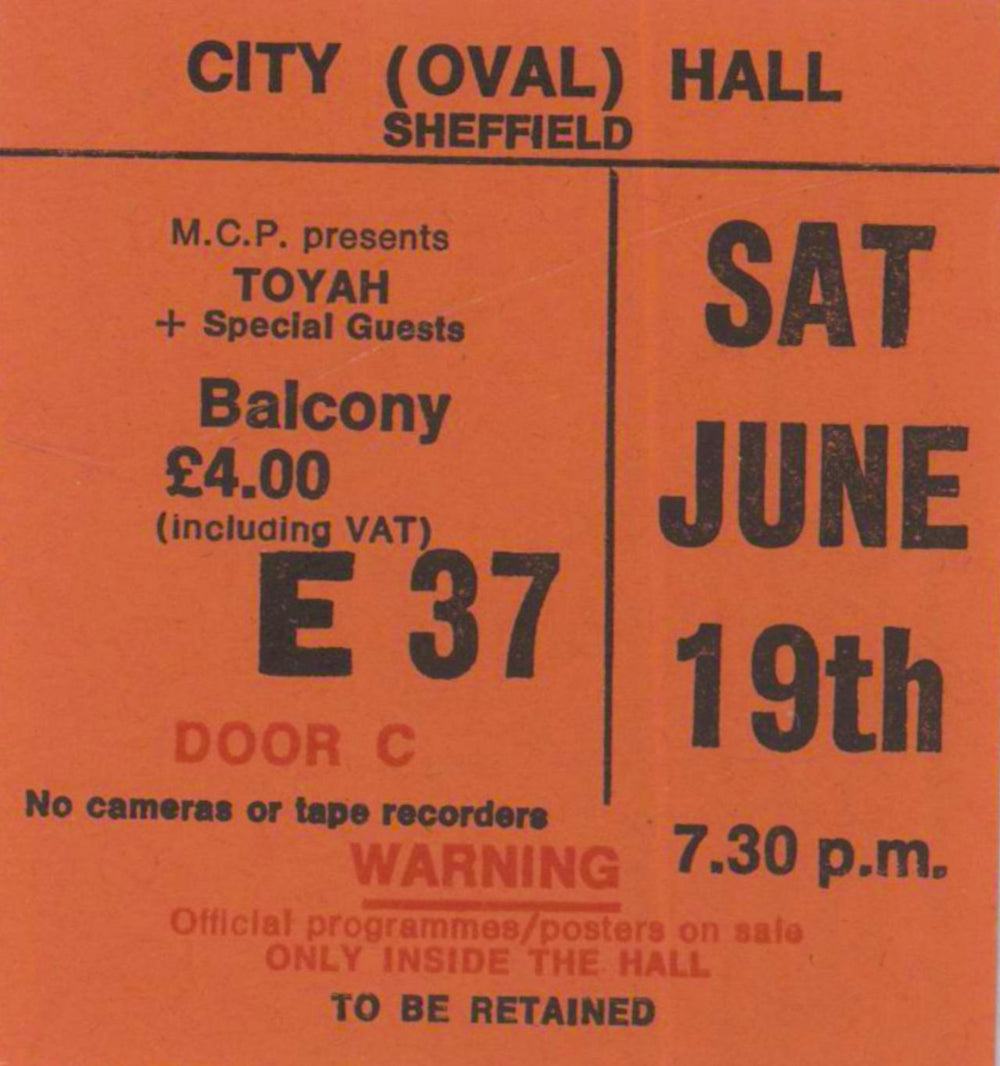 CITY (OVAL) HALL
SHEFFIELD
M.C.P. presents
TOYAH
+ Special Guests
Balcony
£4.00
(including VAT)
E 37
DOOR C
No cameras or tape recorders
SAT
JUNE
19th
7.30 p.m.
WARNING
Official programmes/posters on sale
ONLY INSIDE THE HALL
TO BE RETAINED